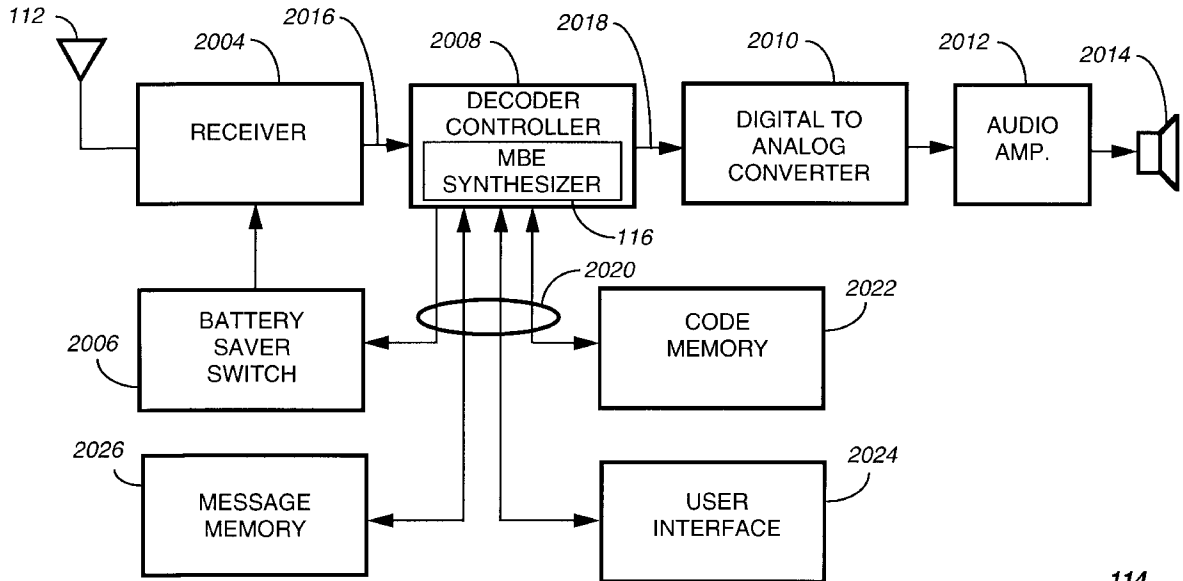 112
2004
2016
2008
2018
2010
2012
2014
RECEIVER
DECODER
CONTROLLER
MBE
SYNTHESIZER
DIGITAL TO
ANALOG
CONVERTER
AUDIO
AMP.
116
2020
2006
BATTERY
SAVER
SWITCH
CODE
MEMORY
2022
2026
MESSAGE
MEMORY
USER
INTERFACE
2024
114